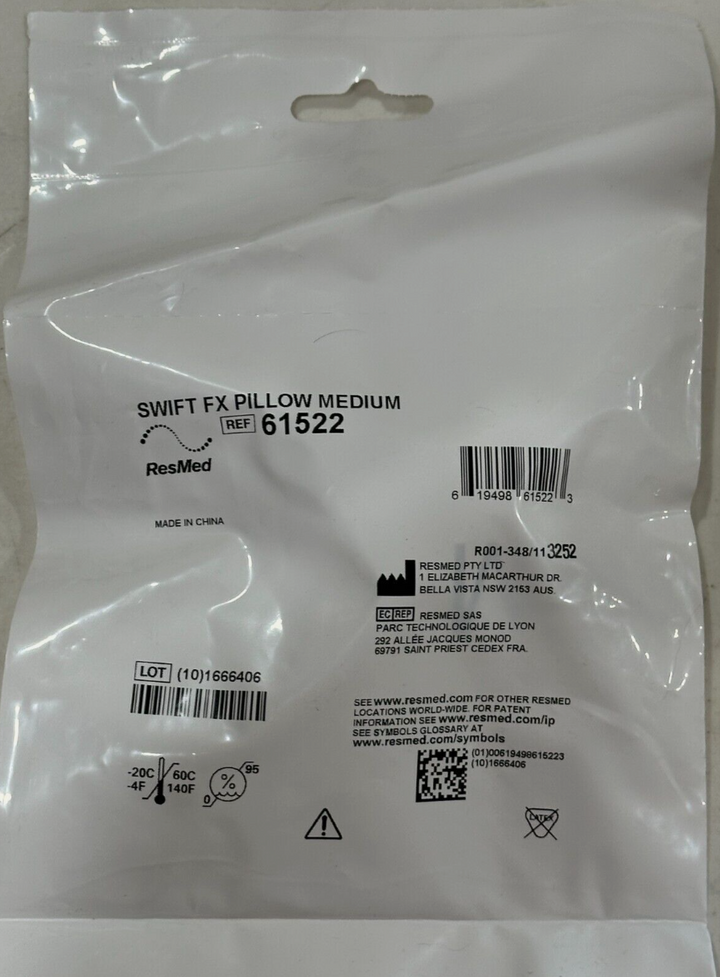 SWIFT FX PILLOW MEDIUM
REF 61522
ResMed
6 19498 61522 3
MADE IN CHINA
R001-348/11 3252
RESMED PTY LTD
1 ELIZABETH MACARTHUR DR.
BELLA VISTA NSW 2153 AUS.
EC REP RESMED SAS
PARC TECHNOLOGIQUE DE LYON
292 ALLÉE JACQUES MONOD
69791 SAINT PRIEST CEDEX FRA.
LOT (10)1666406
SEE www.resmed.com FOR OTHER RESMED
LOCATIONS WORLD-WIDE. FOR PATENT
INFORMATION SEE www.resmed.com/ip
SEE SYMBOLS GLOSSARY AT
www.resmed.com/symbols
(01)00619498615223
(10)1666406
-20C 60C
-4F 140F
% 95
0
LATEX